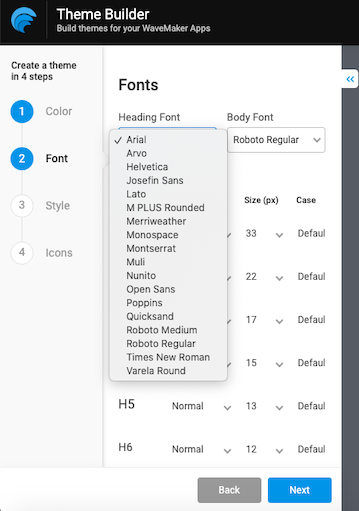 Theme Builder
Build themes for your WaveMaker Apps
Create a theme
in 4 steps
1 Color
2 Font
3 Style
4 Icons
Fonts
Heading Font Body Font
Roboto Regular
✓ Arial
Arvo
Helvetica
Josefin Sans
Lato
M PLUS Rounded
Merriweather
Monospace
Montserrat
Muli
Nunito
Open Sans
Poppins
Quicksand
Roboto Medium
Roboto Regular
Times New Roman
Varela Round
Size (px) Case
33 Defaul
22 Defaul
17 Defaul
15 Defaul
H5 Normal 13 Defaul
H6 Normal 12 Defaul
Back Next